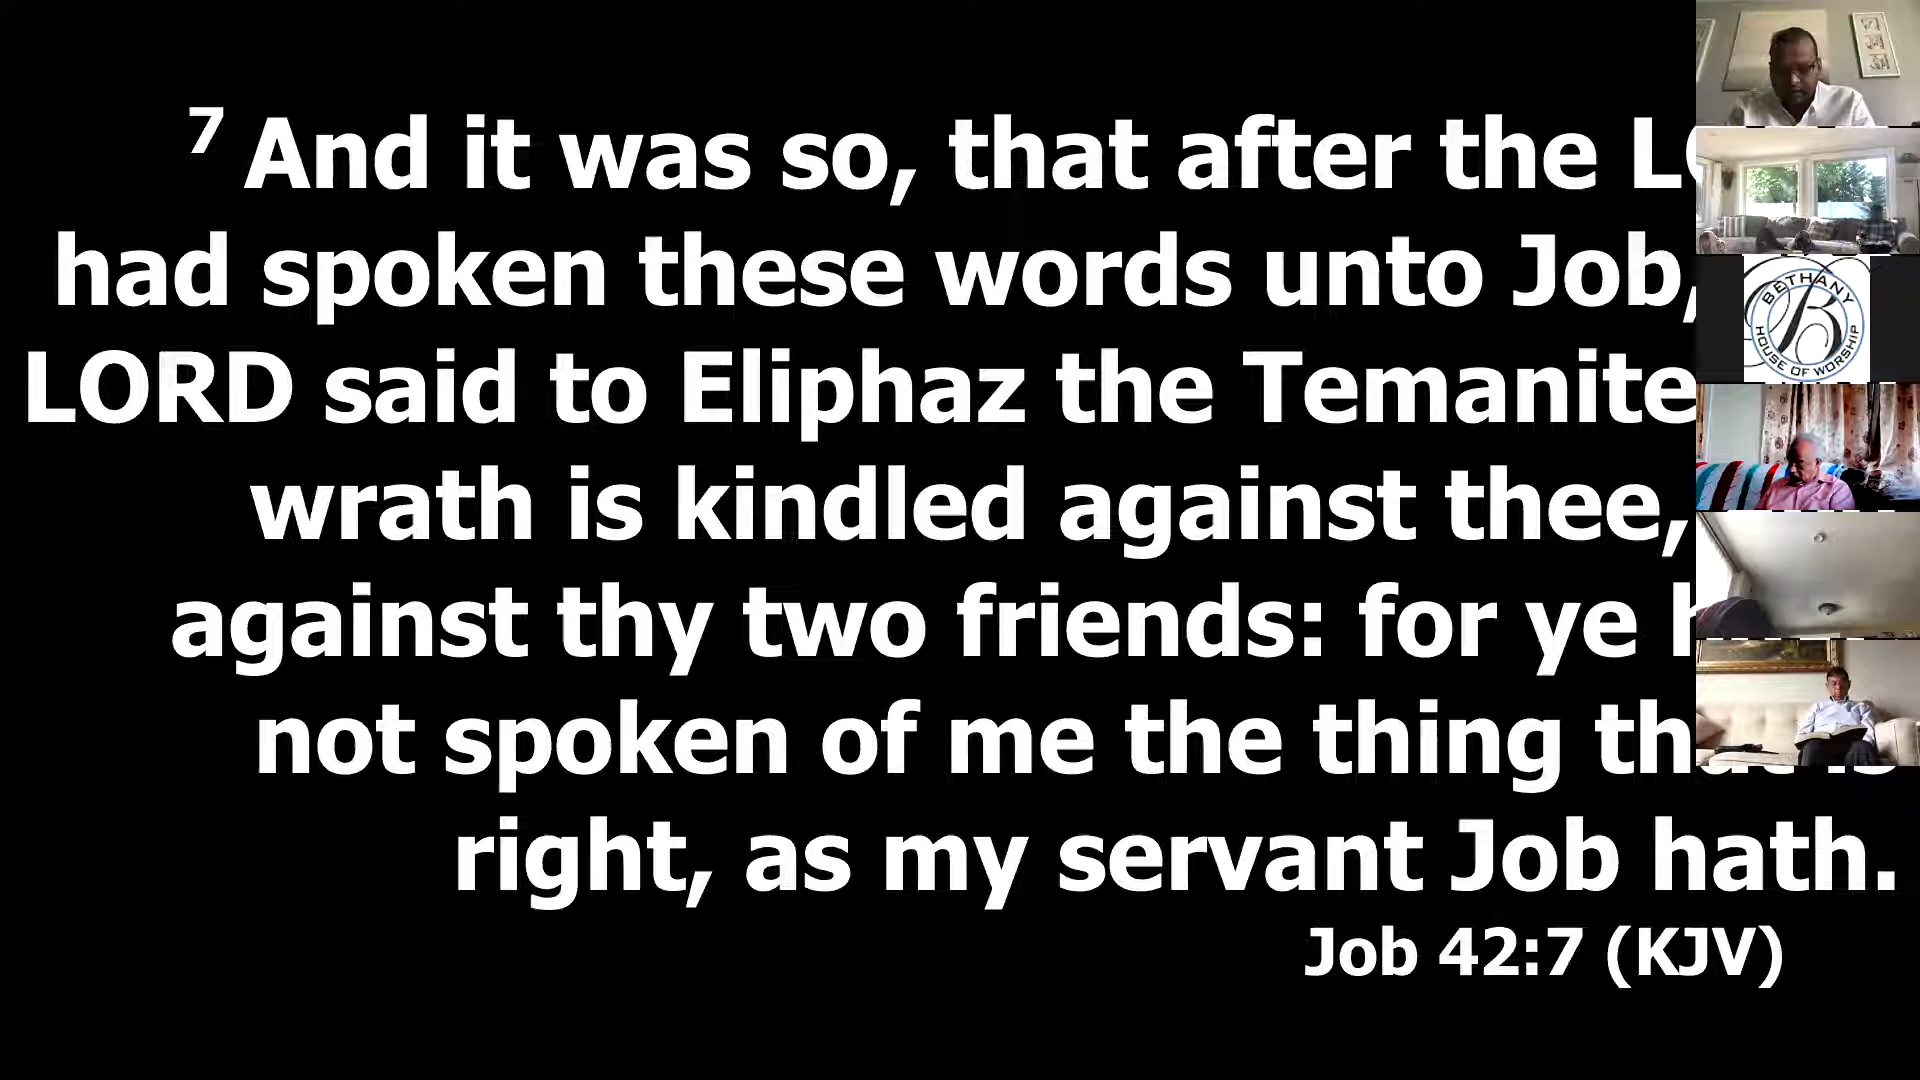 7 And it was so, that after the
had spoken these words unto Job,
LORD said to Eliphaz the Temanite
wrath is kindled against thee,
against thy two friends: for ye
not spoken of me the thing that is
right, as my servant Job hath.
Job 42:7 (KJV)
BETHANY
B
HOUSE OF WORSHIP